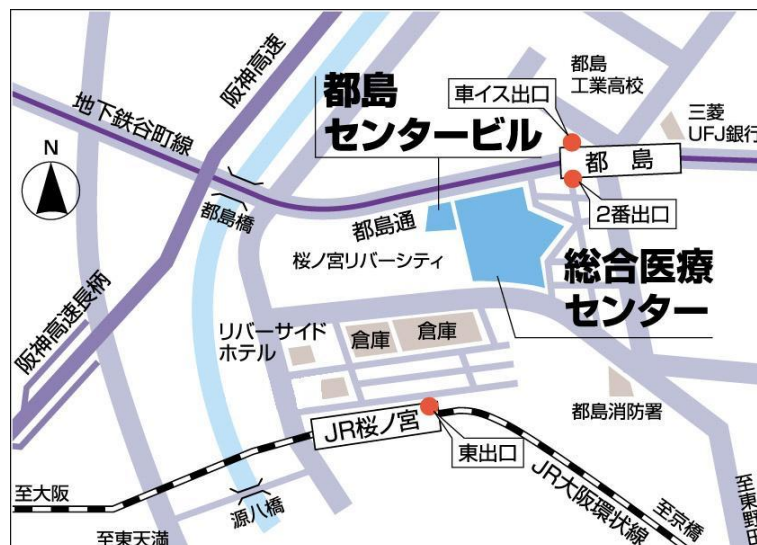 阪神高速
地下鉄谷町線
N
都島
センタービル
車イス出口
都島
工業高校
三菱
UFJ銀行
都島
2番出口
都島橋
都島通
桜ノ宮リバーシティ
総合医療
センター
阪神高速長柄
リバーサイド
ホテル
倉庫
倉庫
都島消防署
JR桜ノ宮
東出口
JR大阪環状線
至大阪
至東天満
源八橋
至京橋
至東野田